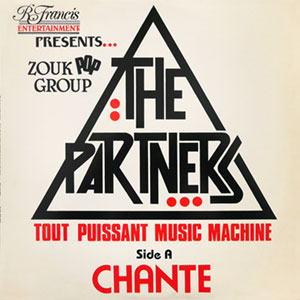 R. Francis
ENTERTAINMENT
PRESENTS...
ZOUK POP
GROUP
:THE
PARTNERS
...
TOUT PUISSANT MUSIC MACHINE
Side A
CHANTE